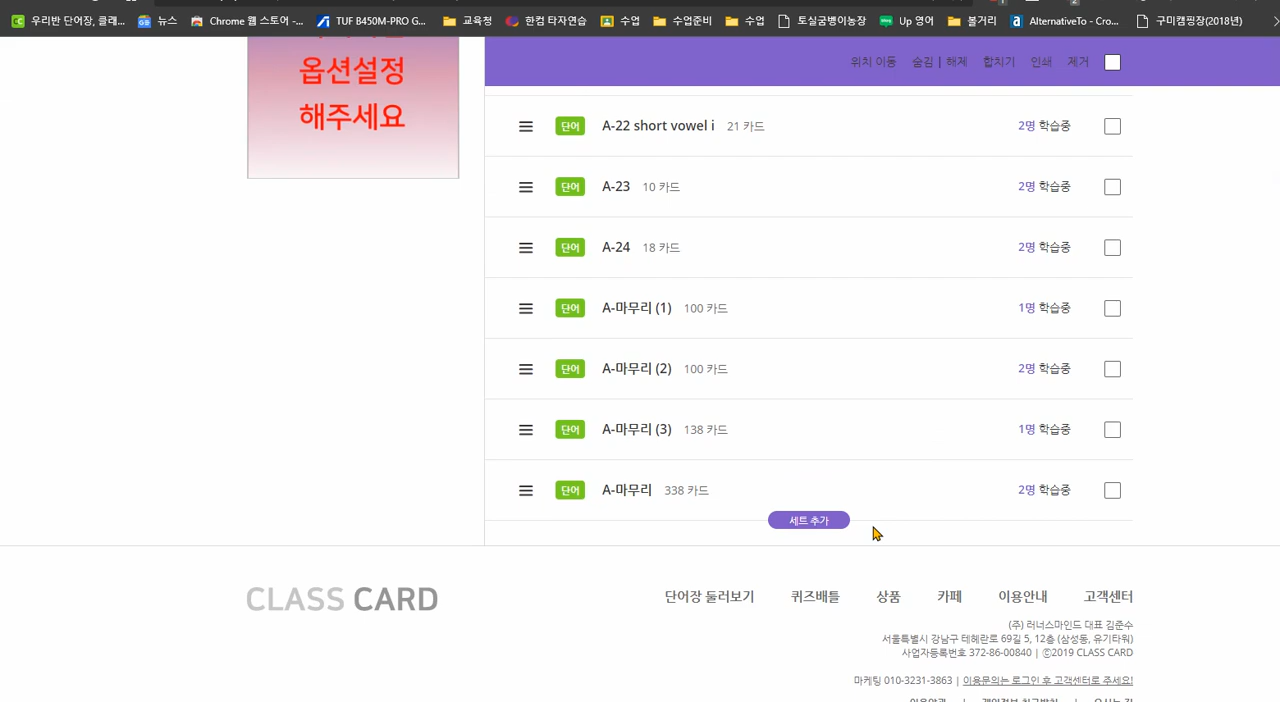 우리반 단어장, 클래...
뉴스
Chrome 웹 스토어 -...
TUF B450M-PRO G...
교육청
한컴 타자연습
수업
수업준비
수업
토실굼벵이농장
Up 영어
볼거리
AlternativeTo - Cro...
구미캠핑장(2018년)
옵션설정
해주세요
위치 이동 숨김 | 해제 합치기 인쇄 제거
단어 A-22 short vowel i 21 카드 2명 학습중
단어 A-23 10 카드 2명 학습중
단어 A-24 18 카드 2명 학습중
단어 A-마무리 (1) 100 카드 1명 학습중
단어 A-마무리 (2) 100 카드 2명 학습중
단어 A-마무리 (3) 138 카드 1명 학습중
단어 A-마무리 338 카드 2명 학습중
세트 추가
CLASS CARD
단어장 둘러보기 퀴즈배틀 상품 카페 이용안내 고객센터
(주) 러너스마인드 대표 김준수
서울특별시 강남구 테헤란로 69길 5, 12층 (삼성동, 유기타워)
사업자등록번호 372-86-00840 | ⓒ2019 CLASS CARD
마케팅 010-3231-3863 | 이용문의는 로그인 후 고객센터로 주세요!